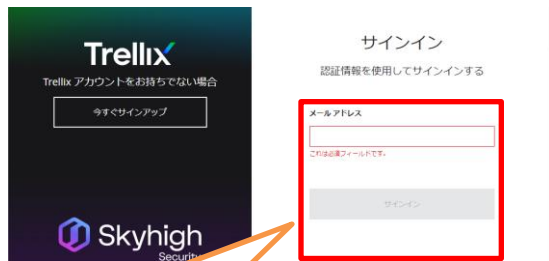 Trellix
Trellix アカウントをお持ちでない場合
今すぐサインアップ
Skyhigh
Security
サインイン
認証情報を使用してサインインする
メール アドレス
これは必須フィールドです。
サインイン